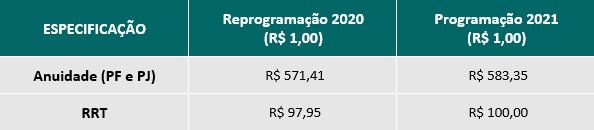 ESPECIFICAÇÃO
Reprogramação 2020
(R$ 1,00)
Programação 2021
(R$ 1,00)
Anuidade (PF e PJ)
R$ 571,41
R$ 583,35
RRT
R$ 97,95
R$ 100,00